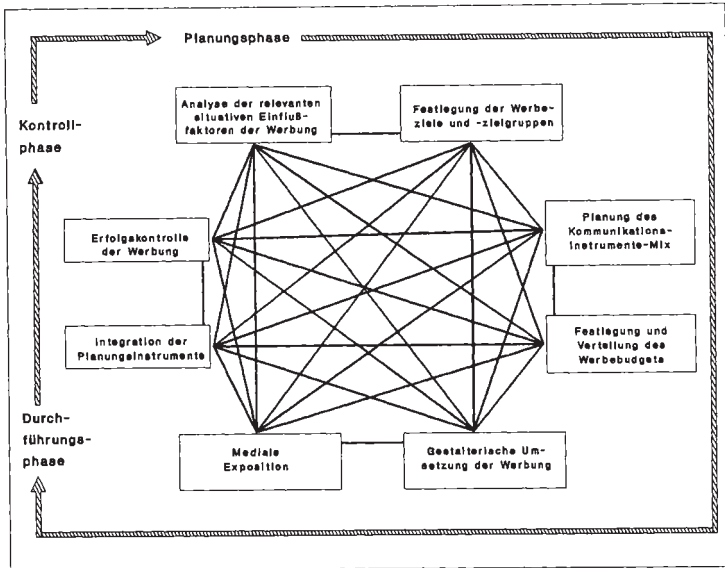 Planungsphase
Analyse der relevanten
situativen Einfluß-
faktoren der Werbung
Festlegung der Werbe-
ziele und -zielgruppen
Kontroll-
phase
Planung des
Kommunikations-
instrumente-Mix
Erfolgskontrolle
der Werbung
Integration der
Planungsinstrumente
Festlegung und
Verteilung des
Werbebudgets
Durch-
führungs-
phase
Mediale
Exposition
Gestalterische Um-
setzung der Werbung